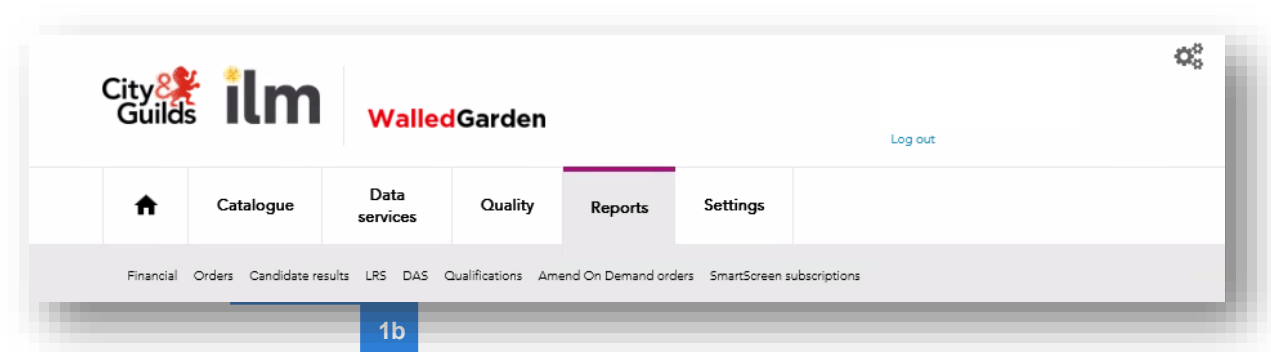 City & Guilds
ilm
WalledGarden
Log out
Catalogue
Data services
Quality
Reports
Settings
Financial Orders Candidate results LRS DAS Qualifications Amend On Demand orders SmartScreen subscriptions
1b